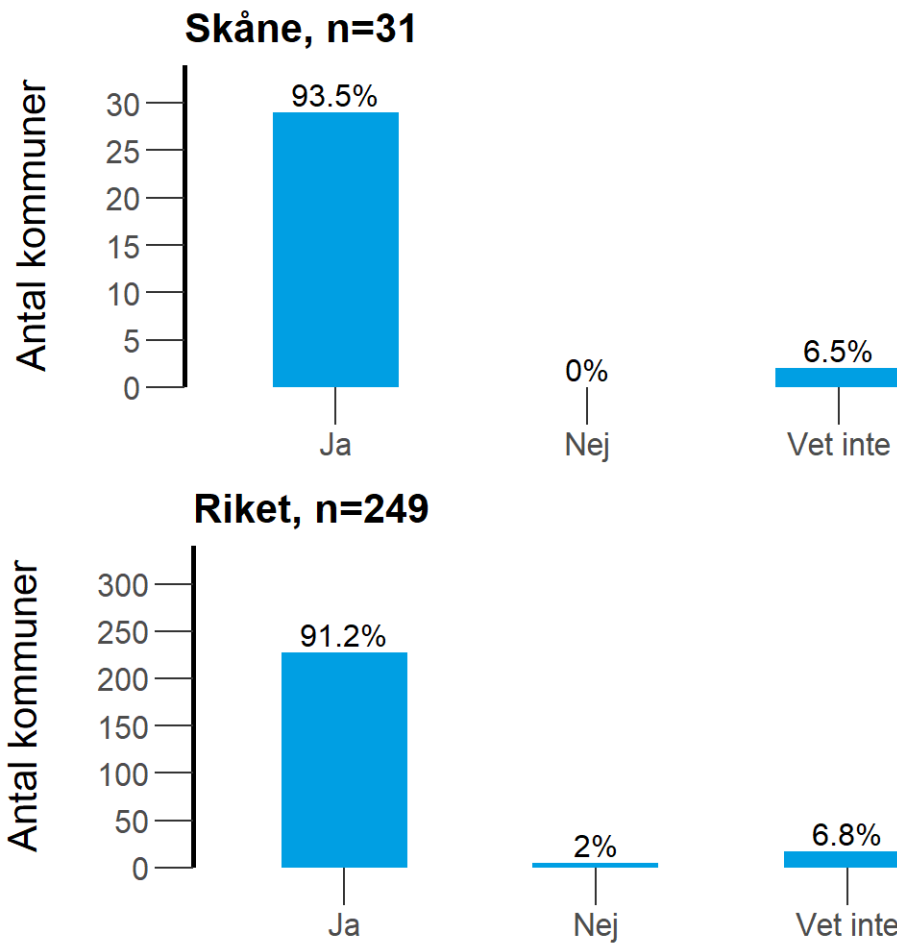 Skåne, n=31
Antal kommuner
30
25
20
15
10
5
0
93.5%
0%
6.5%
Ja
Nej
Vet inte
Riket, n=249
Antal kommuner
300
250
200
150
100
50
0
91.2%
2%
6.8%
Ja
Nej
Vet inte